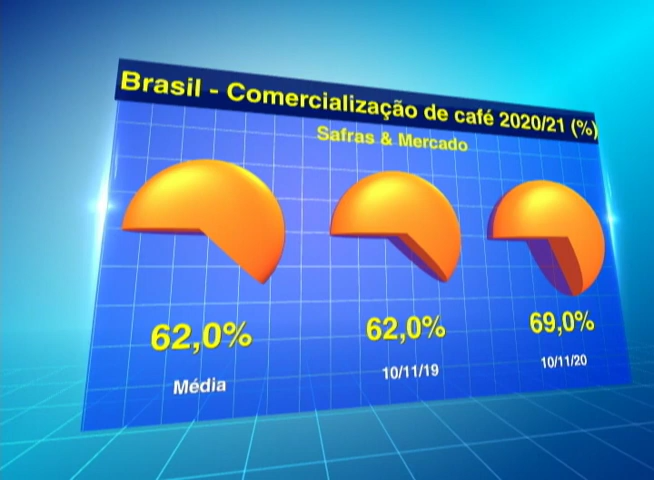 Brasil - Comercialização de café 2020/21 (%)
Safras & Mercado
62,0%
62,0%
69,0%
Média
10/11/19
10/11/20